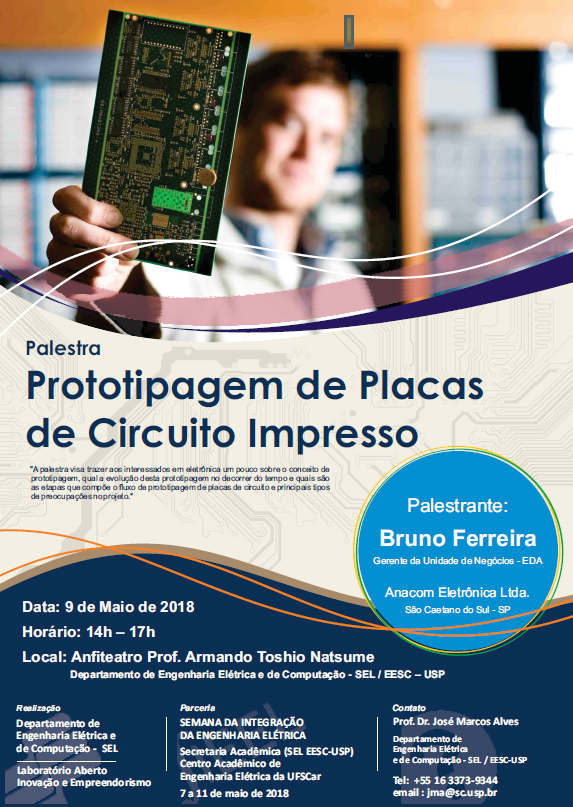 Palestra
Prototipagem de Placas
de Circuito Impresso
"A palestra visa trazer aos interessados em eletrônica um pouco sobre o conceito de
prototipagem, qual a evolução desta prototipagem no decorrer do tempo e quais são
as etapas que compõe o fluxo de prototipagem de placas de circuito e principais tipos
de preocupações no projeto."
Palestrante:
Bruno Ferreira
Gerente da Unidade de Negócios - EDA
Anacom Eletrônica Ltda.
São Caetano do Sul - SP
Data: 9 de Maio de 2018
Horário: 14h – 17h
Local: Anfiteatro Prof. Armando Toshio Natsume
Departamento de Engenharia Elétrica e de Computação - SEL / EESC – USP
Realização
Departamento de
Engenharia Elétrica e
de Computação - SEL
Laboratório Aberto
Inovação e Empreendorismo
Parceria
SEMANA DA INTEGRAÇÃO
DA ENGENHARIA ELÉTRICA
Secretaria Acadêmica (SEL EESC-USP)
Centro Acadêmico de
Engenharia Elétrica da UFSCar
7 a 11 de maio de 2018
Contato
Prof. Dr. José Marcos Alves
Departamento de
Engenharia Elétrica
e de Computação - SEL / EESC-USP
Tel: +55 16 3373-9344
email : jma@sc.usp.br